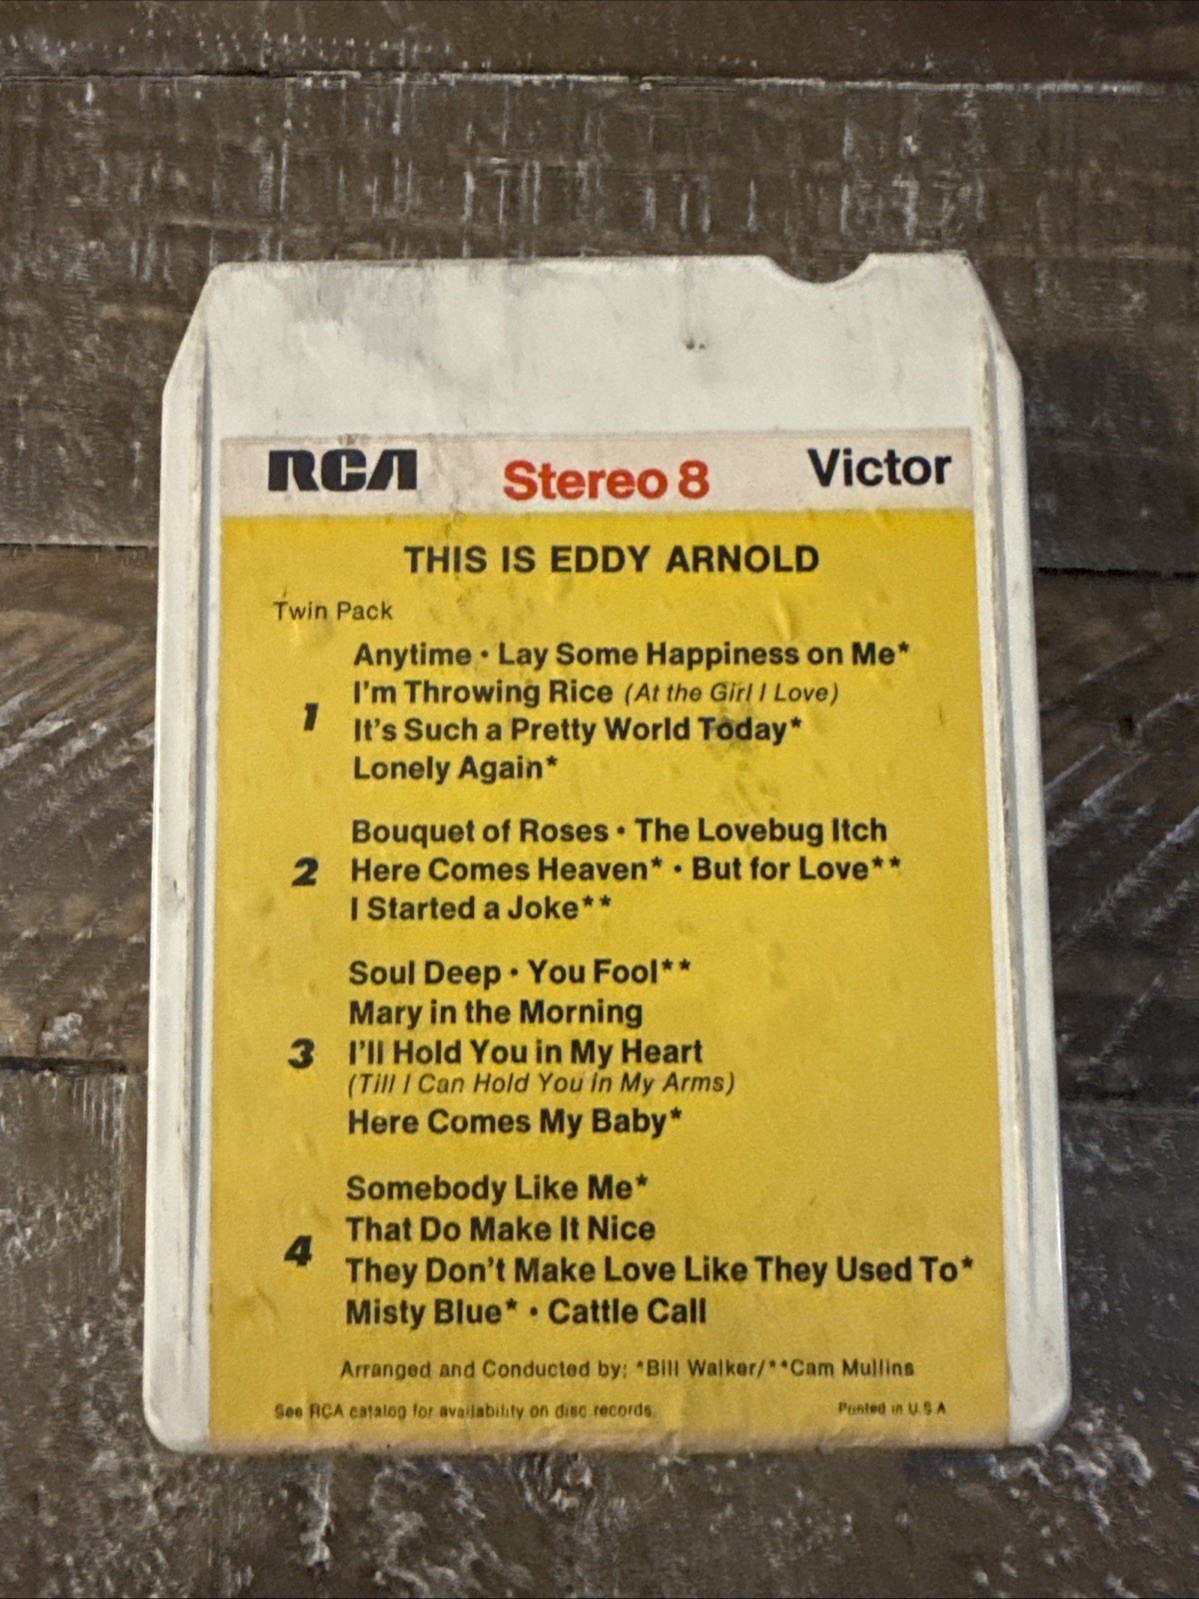 RCA Stereo 8 Victor
THIS IS EDDY ARNOLD
Twin Pack
1
Anytime • Lay Some Happiness on Me*
I'm Throwing Rice (At the Girl I Love)
It's Such a Pretty World Today*
Lonely Again*
2
Bouquet of Roses • The Lovebug Itch
Here Comes Heaven* • But for Love**
I Started a Joke**
3
Soul Deep • You Fool**
Mary in the Morning
I'll Hold You in My Heart
(Till I Can Hold You in My Arms)
Here Comes My Baby*
4
Somebody Like Me*
That Do Make It Nice
They Don't Make Love Like They Used To*
Misty Blue* • Cattle Call
Arranged and Conducted by: *Bill Walker/**Cam Mullins
See RCA catalog for availability on disc records. Printed in U.S.A